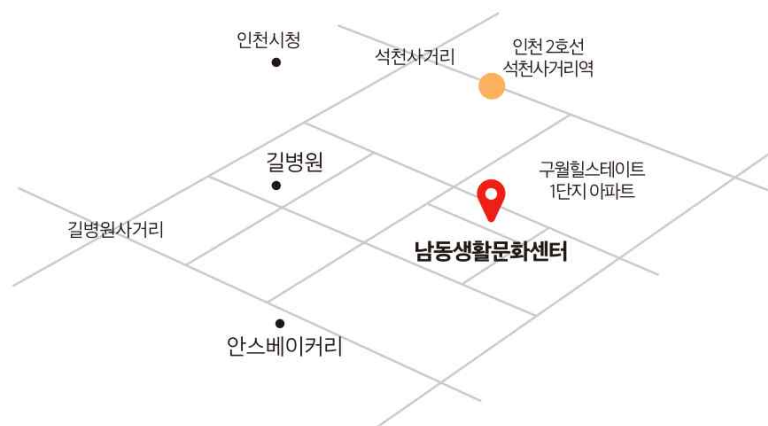 인천시청
석천사거리
인천 2호선
석천사거리역
길병원
구월힐스테이트
1단지 아파트
길병원사거리
남동생활문화센터
안스베이커리